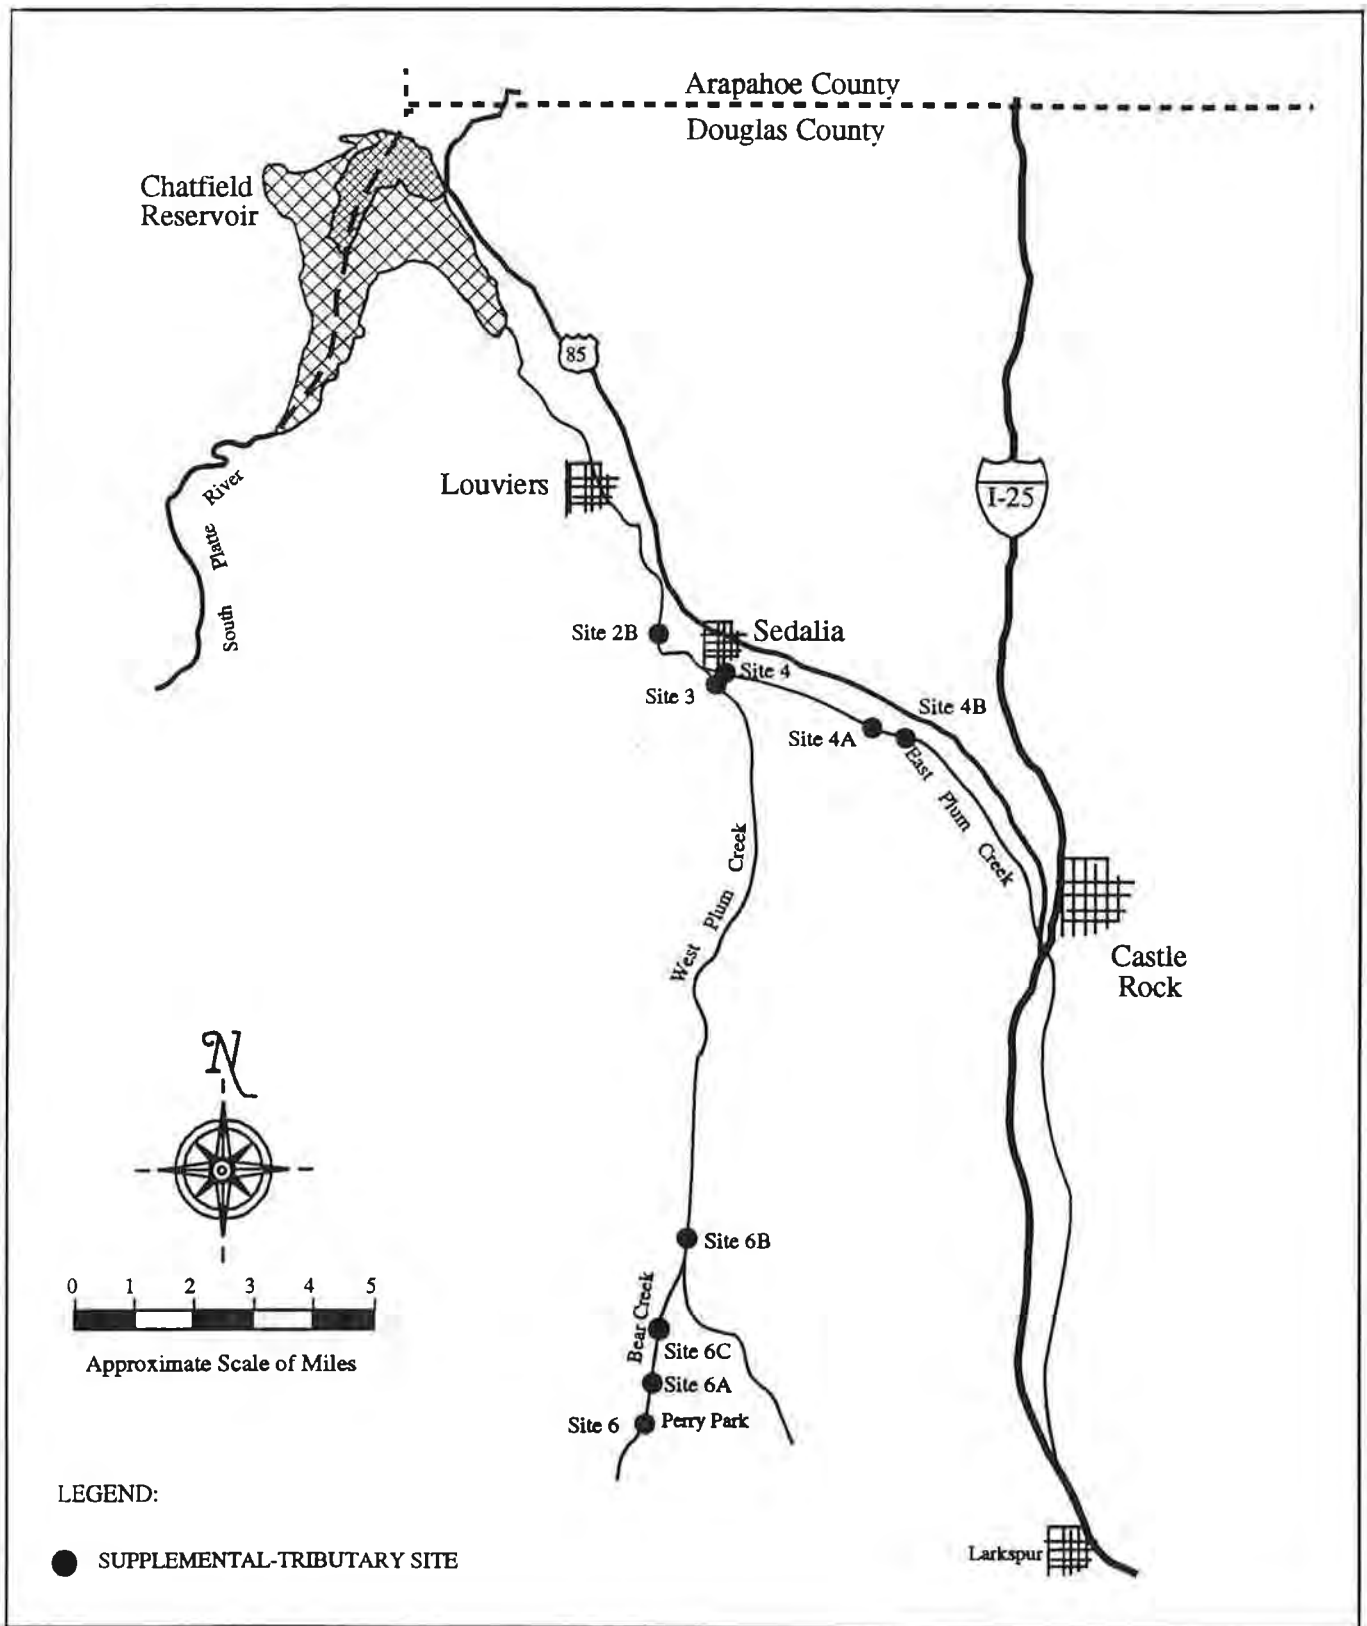 Arapahoe County
Douglas County
Chatfield
Reservoir
85
Louviers
I-25
South Platte River
Site 2B
Sedalia
Site 4
Site 3
Site 4B
Site 4A
East Plum Creek
West Plum Creek
Castle
Rock
N
Site 6B
0 1 2 3 4 5
Bear Creek
Site 6C
Approximate Scale of Miles
Site 6A
Site 6
Perry Park
LEGEND:
Larkspur
SUPPLEMENTAL-TRIBUTARY SITE